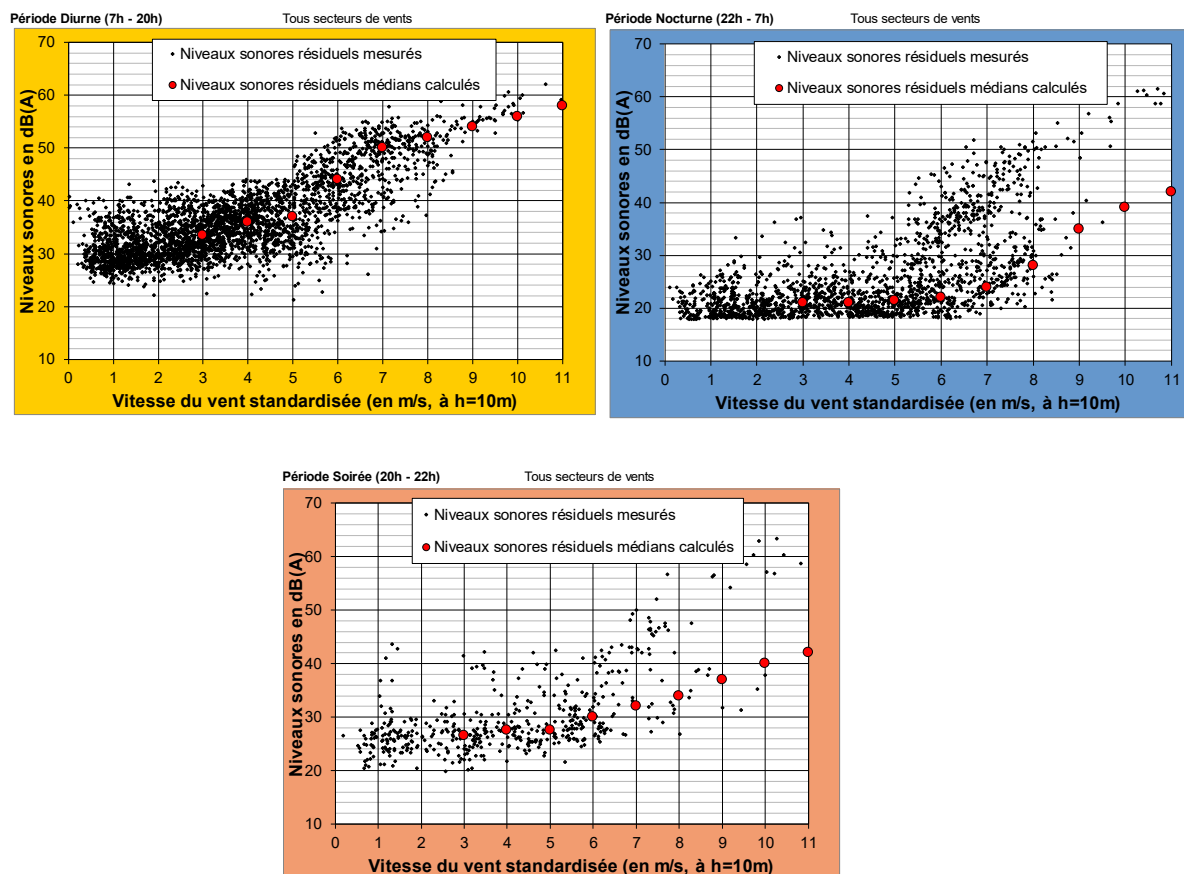 Période Diurne (7h - 20h) Tous secteurs de vents
Niveaux sonores en dB(A)
70
60
50
40
30
20
10
Niveaux sonores résiduels mesurés
Niveaux sonores résiduels médians calculés
0 1 2 3 4 5 6 7 8 9 10 11
Vitesse du vent standardisée (en m/s, à h=10m)
Période Nocturne (22h - 7h) Tous secteurs de vents
Niveaux sonores en dB(A)
70
60
50
40
30
20
10
Niveaux sonores résiduels mesurés
Niveaux sonores résiduels médians calculés
0 1 2 3 4 5 6 7 8 9 10 11
Vitesse du vent standardisée (en m/s, à h=10m)
Période Soirée (20h - 22h) Tous secteurs de vents
Niveaux sonores en dB(A)
70
60
50
40
30
20
10
Niveaux sonores résiduels mesurés
Niveaux sonores résiduels médians calculés
0 1 2 3 4 5 6 7 8 9 10 11
Vitesse du vent standardisée (en m/s, à h=10m)